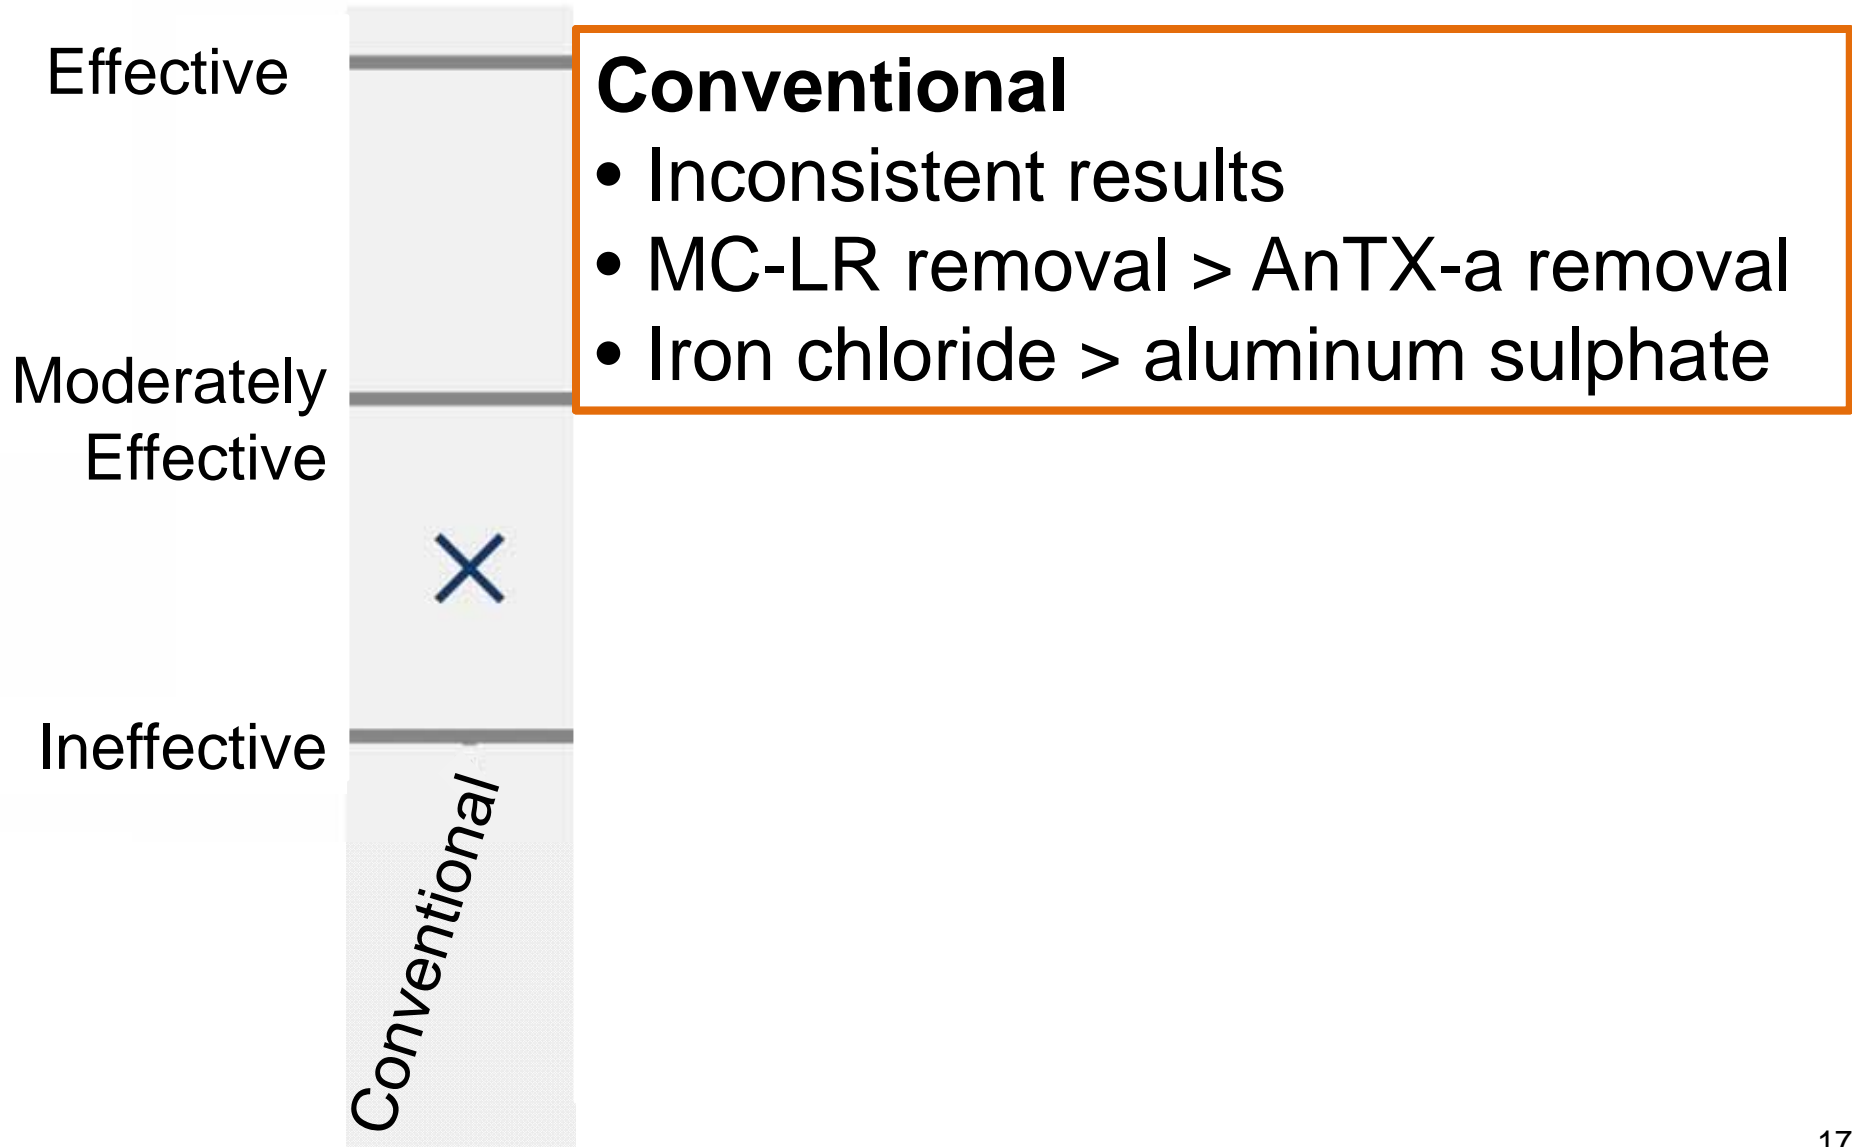 Effective
Conventional
• Inconsistent results
• MC-LR removal > AnTX-a removal
• Iron chloride > aluminum sulphate
Moderately
Effective
Ineffective
Conventional
17